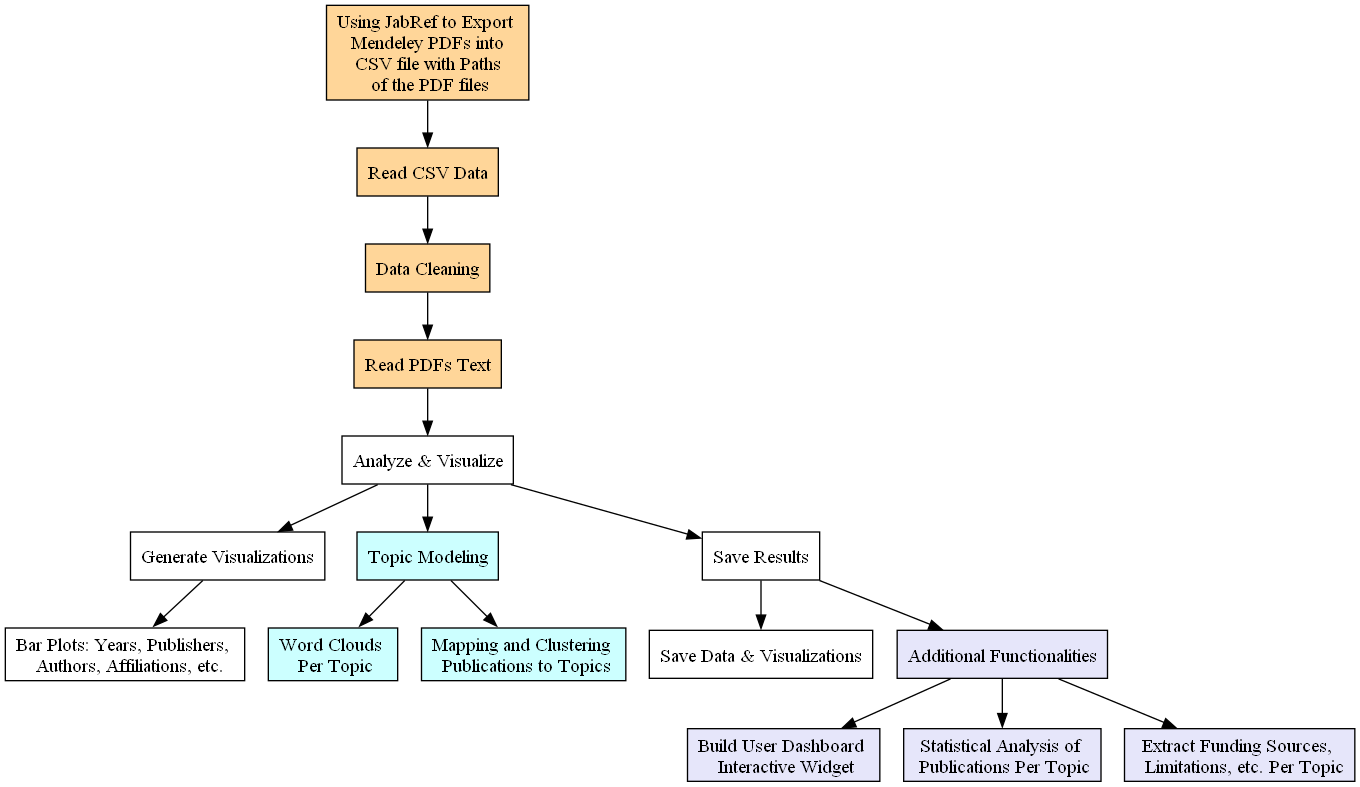 Using JabRef to Export
Mendeley PDFs into
CSV file with Paths
of the PDF files
Read CSV Data
Data Cleaning
Read PDFs Text
Analyze & Visualize
Generate Visualizations
Topic Modeling
Save Results
Bar Plots: Years, Publishers,
Authors, Affiliations, etc.
Word Clouds
Per Topic
Mapping and Clustering
Publications to Topics
Save Data & Visualizations
Additional Functionalities
Build User Dashboard
Interactive Widget
Statistical Analysis of
Publications Per Topic
Extract Funding Sources,
Limitations, etc. Per Topic